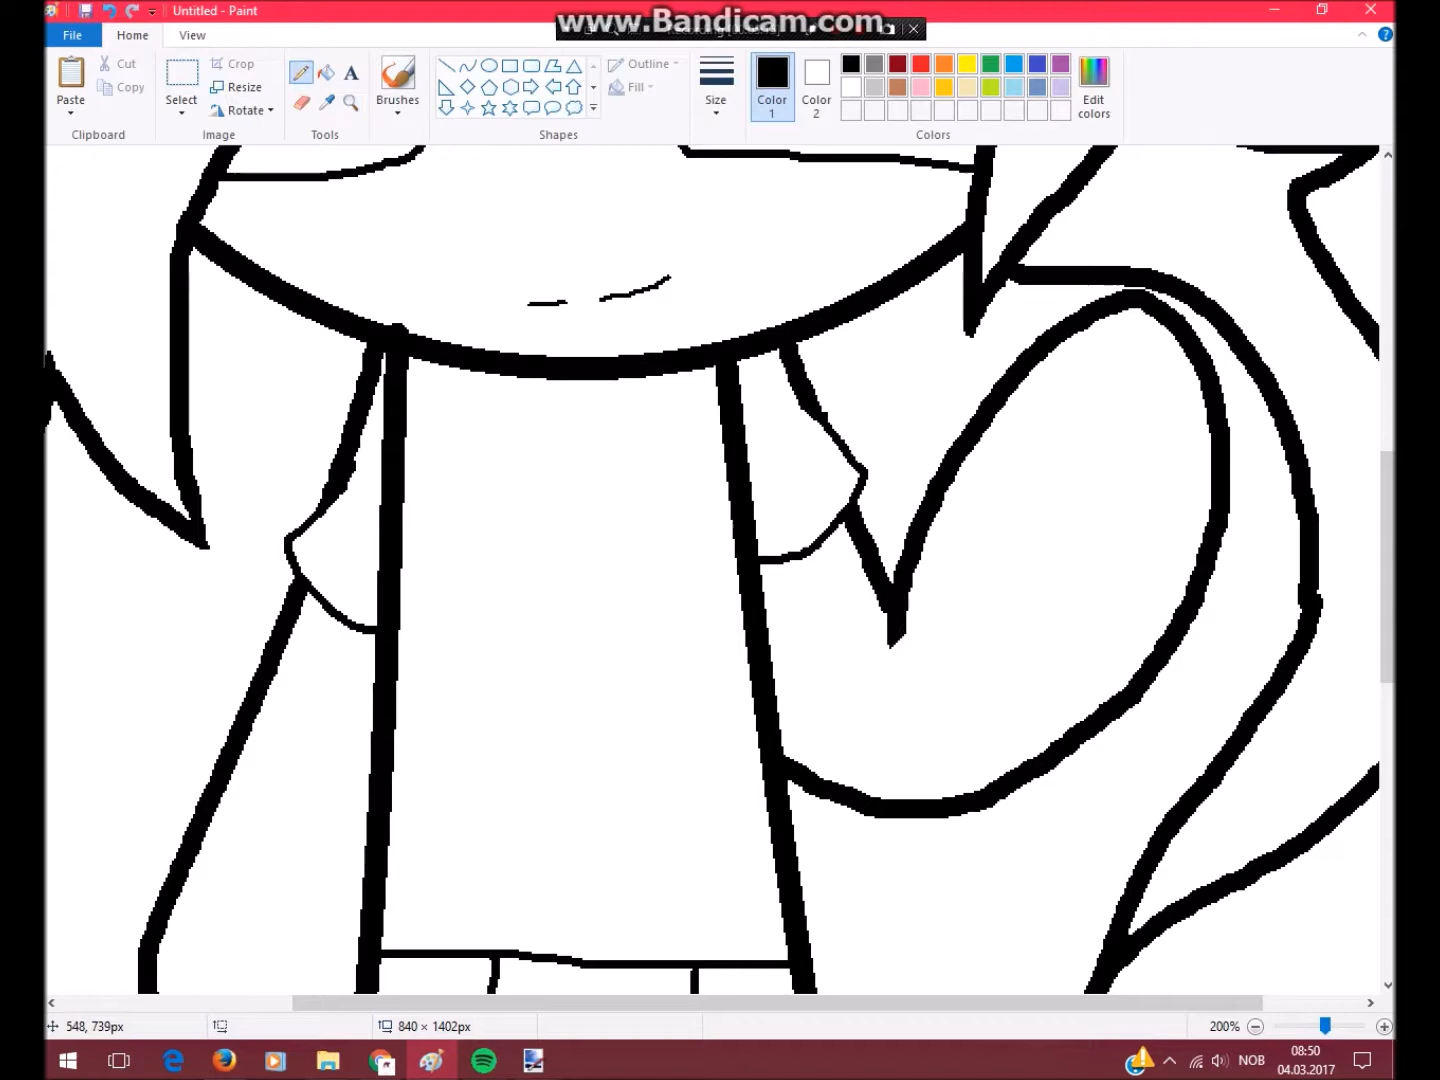 Untitled - Paint
www.Bandicam.com
File
Home
View
Paste
Cut
Copy
Clipboard
Select
Crop
Resize
Rotate
Image
A
Tools
Brushes
Outline
Fill
Shapes
Size
Color 1
Color 2
Edit colors
Colors
548, 739px
840 × 1402px
200%
NOB
08:50
04.03.2017